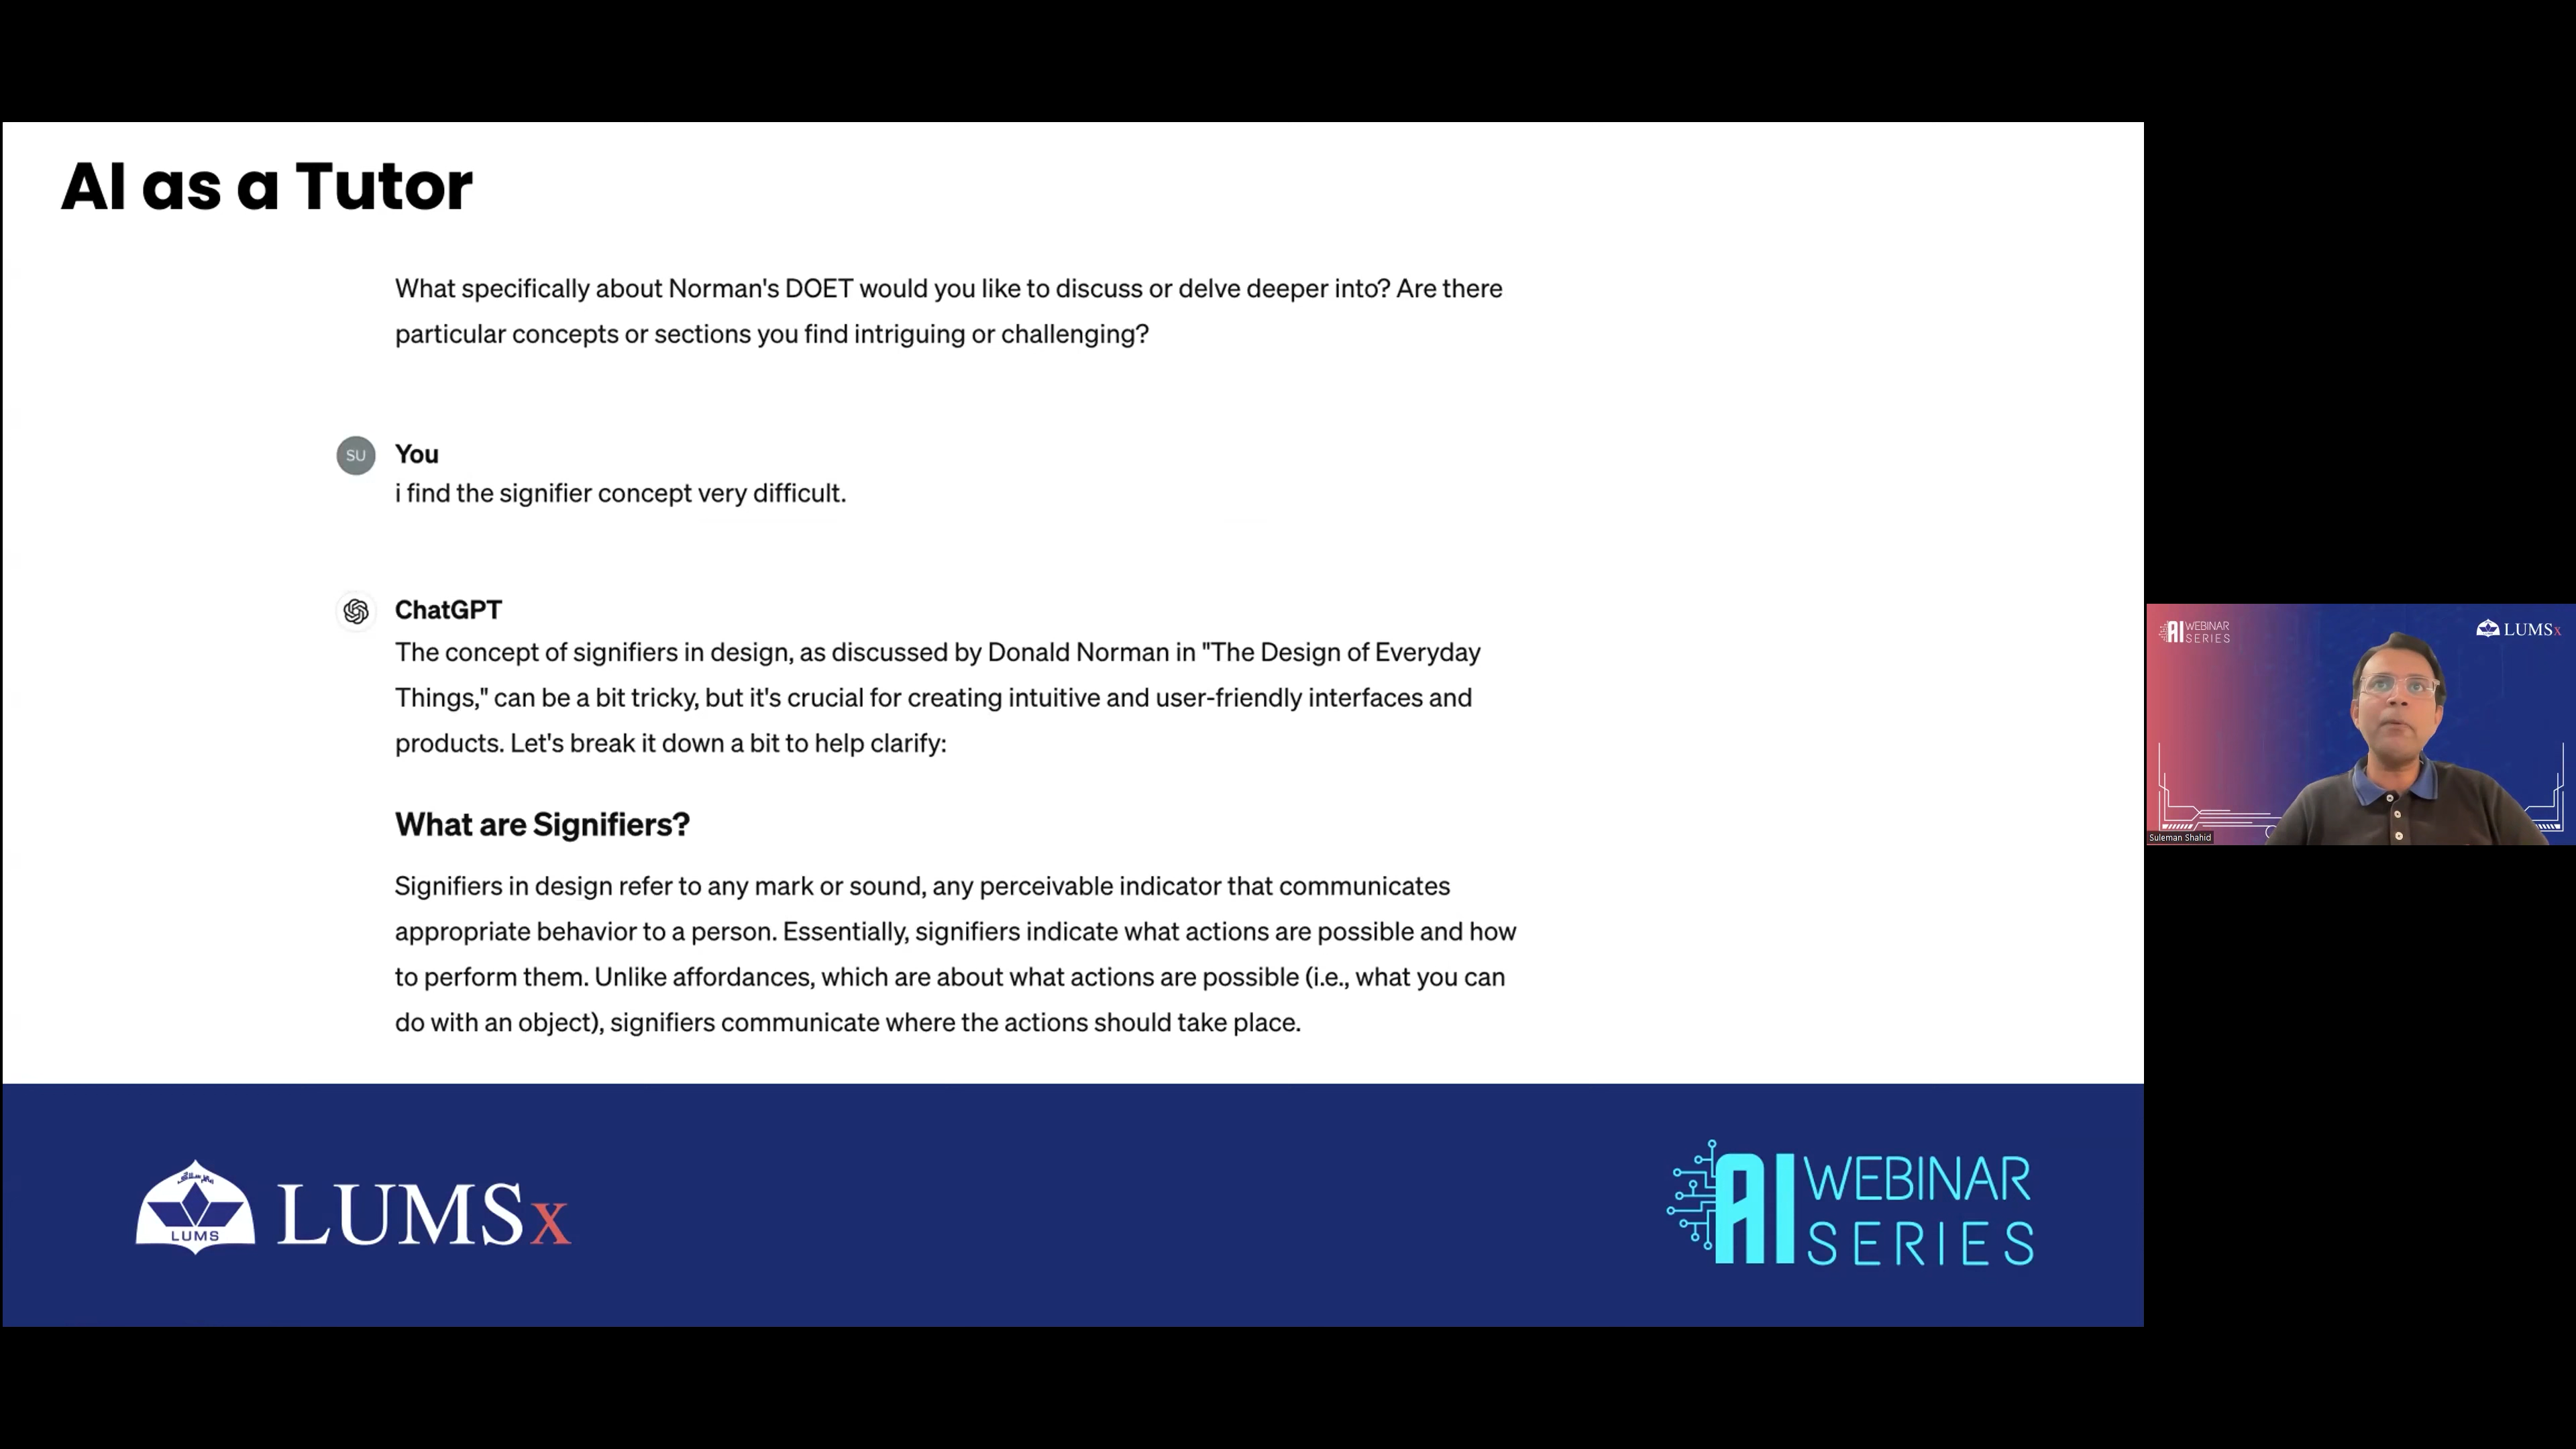 AI as a Tutor
What specifically about Norman's DOET would you like to discuss or delve deeper into? Are there
particular concepts or sections you find intriguing or challenging?
SU
You
i find the signifier concept very difficult.
ChatGPT
The concept of signifiers in design, as discussed by Donald Norman in "The Design of Everyday
Things," can be a bit tricky, but it's crucial for creating intuitive and user-friendly interfaces and
products. Let's break it down a bit to help clarify:
What are Signifiers?
Signifiers in design refer to any mark or sound, any perceivable indicator that communicates
appropriate behavior to a person. Essentially, signifiers indicate what actions are possible and how
to perform them. Unlike affordances, which are about what actions are possible (i.e., what you can
do with an object), signifiers communicate where the actions should take place.
LUMS
LUMSx
AI WEBINAR
SERIES
AI WEBINAR
SERIES
LUMSx
Suleman Shahid